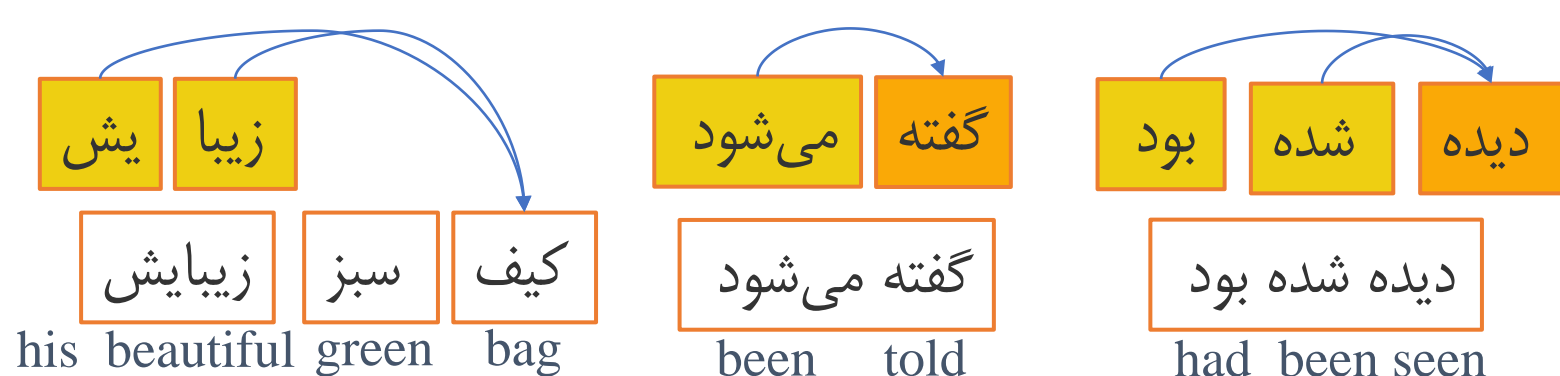 زیبا یش
کیف سبز زیبایش
his beautiful green bag
گفته می‌شود
گفته می‌شود
been told
دیده شده بود
دیده شده بود
had been seen